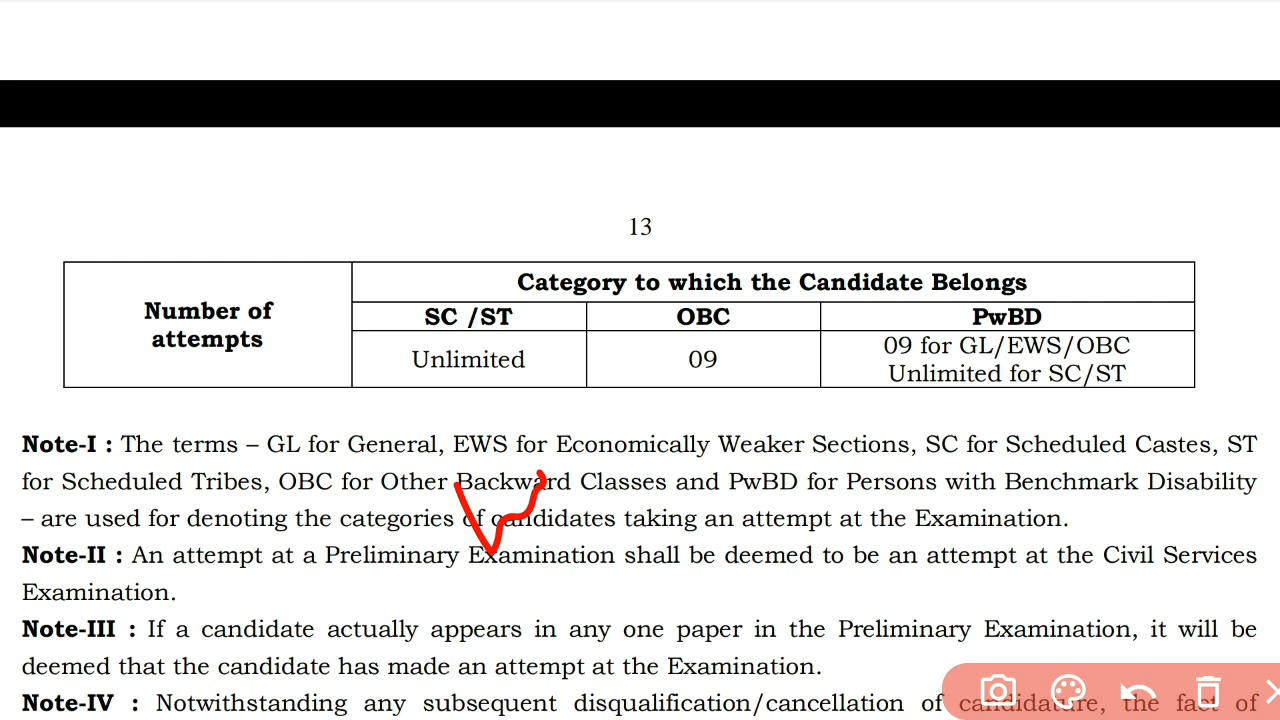 13
Category to which the Candidate Belongs
Number of
attempts
SC /ST OBC PwBD
Unlimited 09 09 for GL/EWS/OBC
Unlimited for SC/ST
Note-I : The terms – GL for General, EWS for Economically Weaker Sections, SC for Scheduled Castes, ST
for Scheduled Tribes, OBC for Other Backward Classes and PwBD for Persons with Benchmark Disability
– are used for denoting the categories of candidates taking an attempt at the Examination.
Note-II : An attempt at a Preliminary Examination shall be deemed to be an attempt at the Civil Services
Examination.
Note-III : If a candidate actually appears in any one paper in the Preliminary Examination, it will be
deemed that the candidate has made an attempt at the Examination.
Note-IV : Notwithstanding any subsequent disqualification/cancellation of candidature, the fact of